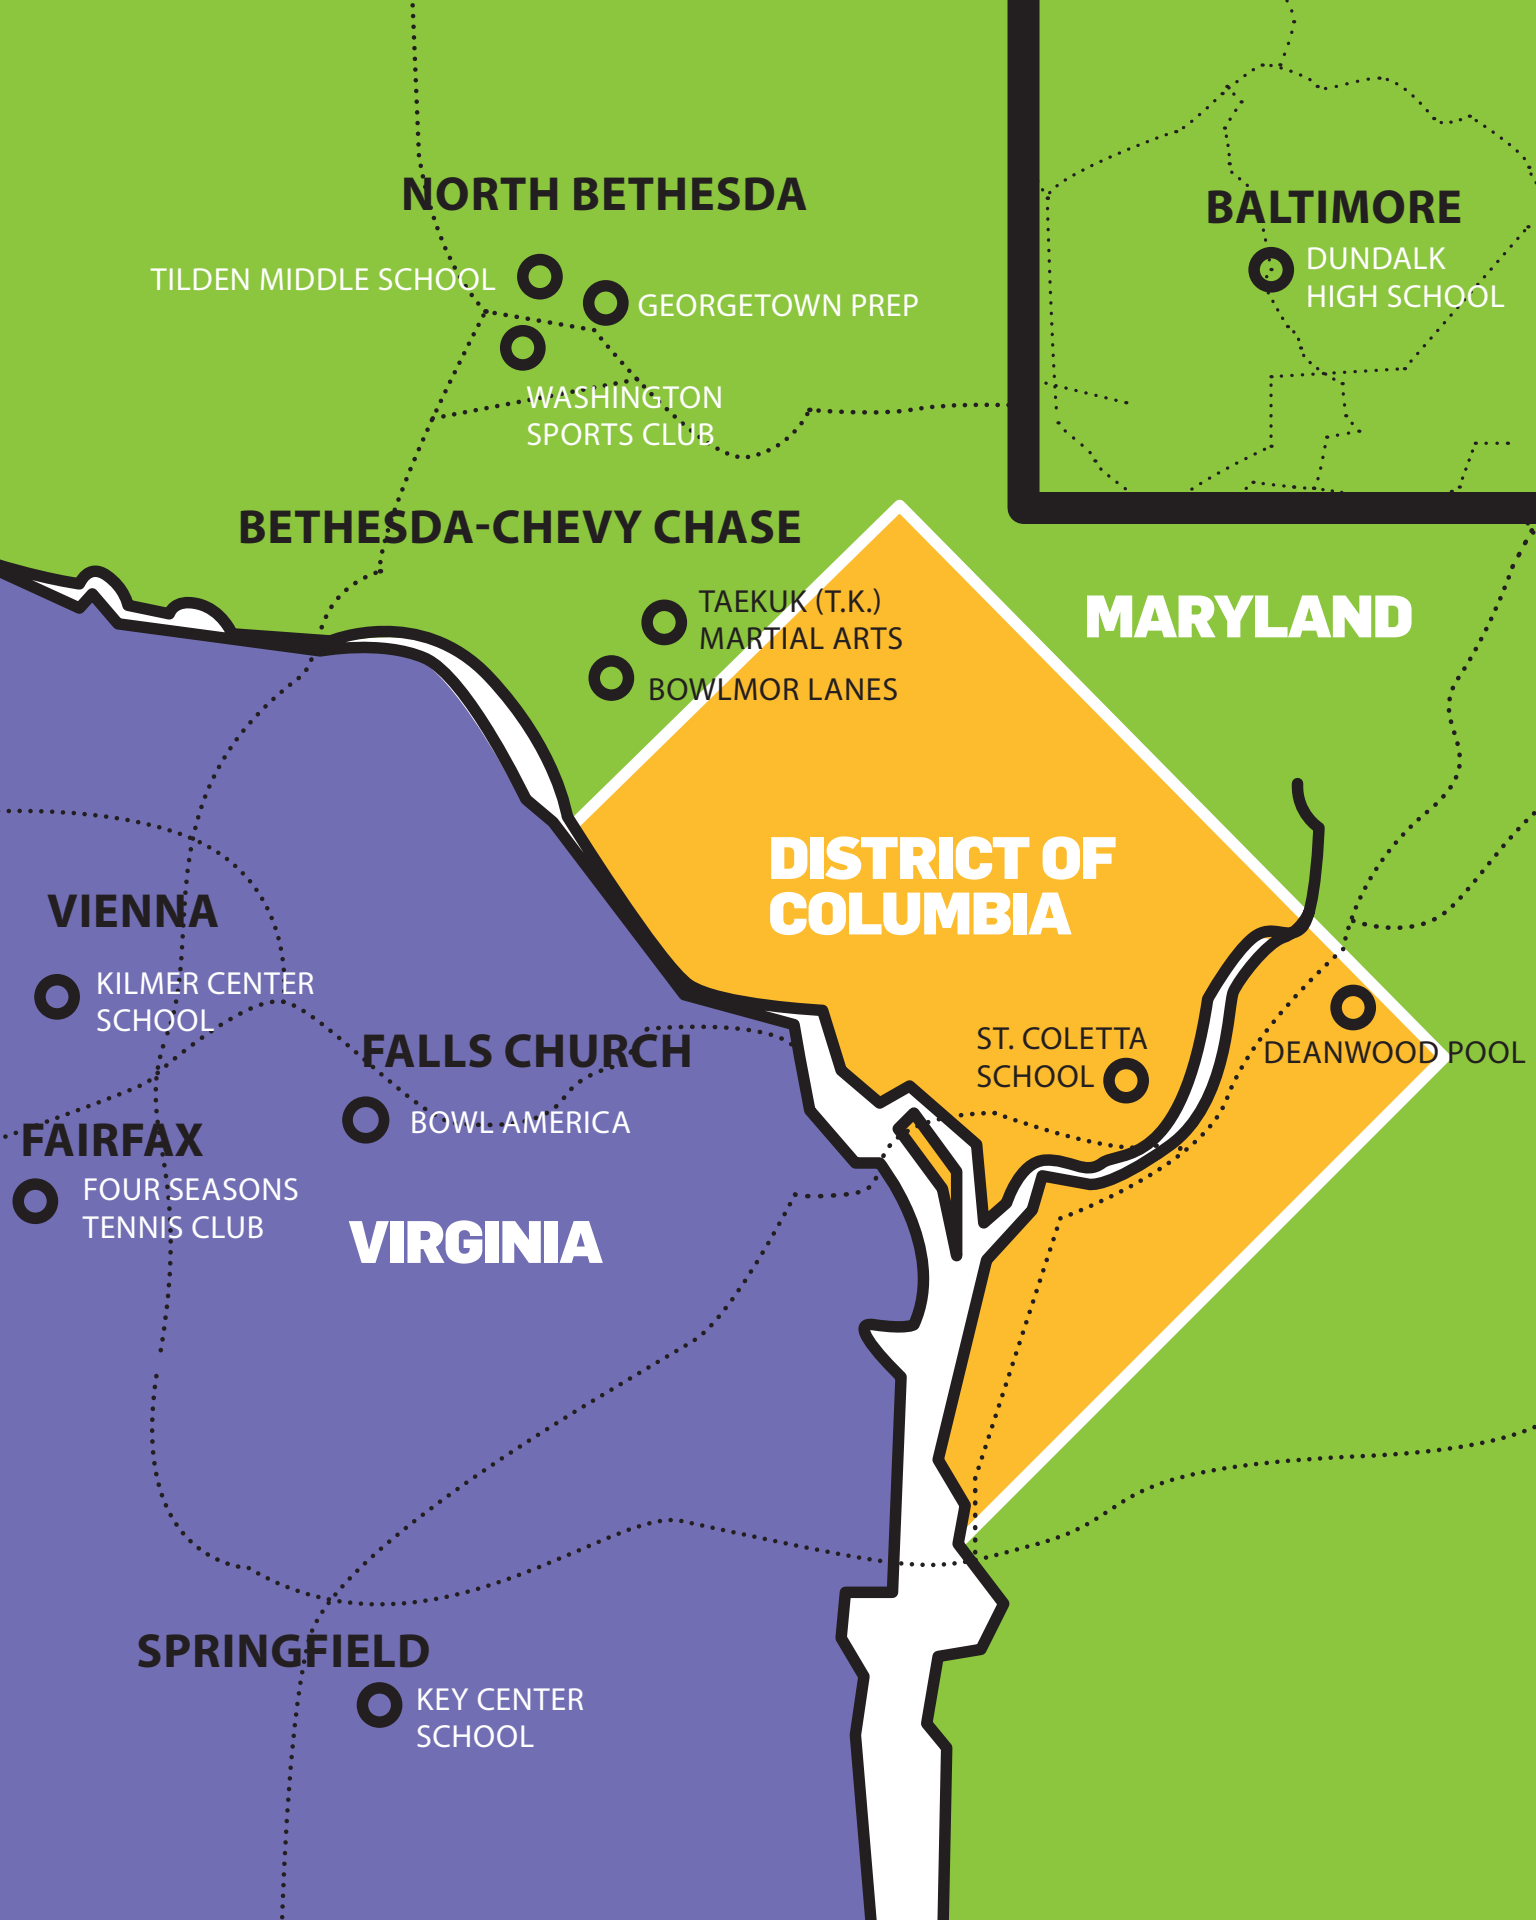 NORTH BETHESDA
TILDEN MIDDLE SCHOOL
GEORGETOWN PREP
WASHINGTON
SPORTS CLUB
BALTIMORE
DUNDALK
HIGH SCHOOL
BETHESDA-CHEVY CHASE
TAEKUK (T.K.)
MARTIAL ARTS
BOWLMOR LANES
MARYLAND
DISTRICT OF
COLUMBIA
VIENNA
KILMER CENTER
SCHOOL
FALLS CHURCH
BOWL AMERICA
ST. COLETTA
SCHOOL
DEANWOOD POOL
FAIRFAX
FOUR SEASONS
TENNIS CLUB
VIRGINIA
SPRINGFIELD
KEY CENTER
SCHOOL